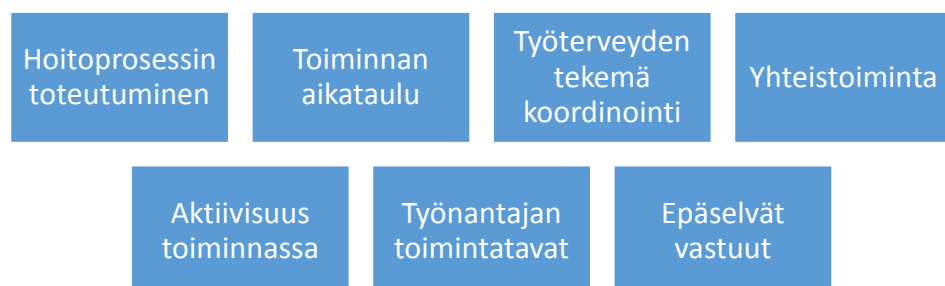 Hoitoprosessin
toteutuminen
Toiminnan
aikataulu
Työterveyden
tekemä
koordinointi
Yhteistoiminta
Aktiivisuus
toiminnassa
Työnantajan
toimintatavat
Epäselvät
vastuut